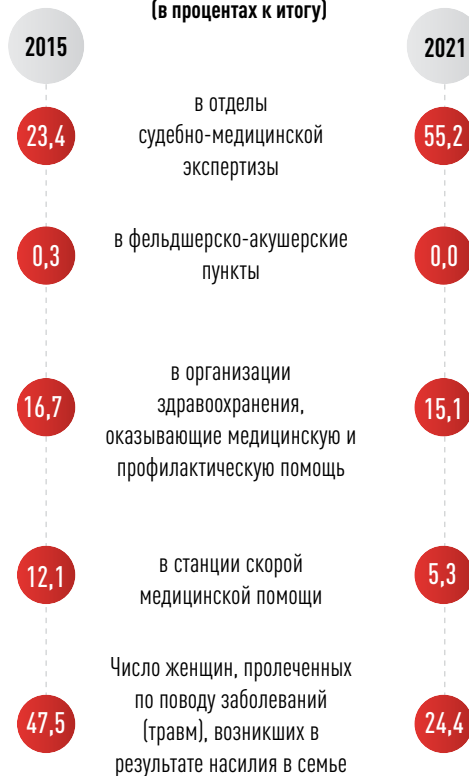 (в процентах к итогу)
2015
2021
23,4
в отделы
судебно-медицинской
экспертизы
55,2
0,3
в фельдшерско-акушерские
пункты
0,0
16,7
в организации
здравоохранения,
оказывающие медицинскую и
профилактическую помощь
15,1
12,1
в станции скорой
медицинской помощи
5,3
47,5
Число женщин, пролеченных
по поводу заболеваний
(травм), возникших в
результате насилия в семье
24,4